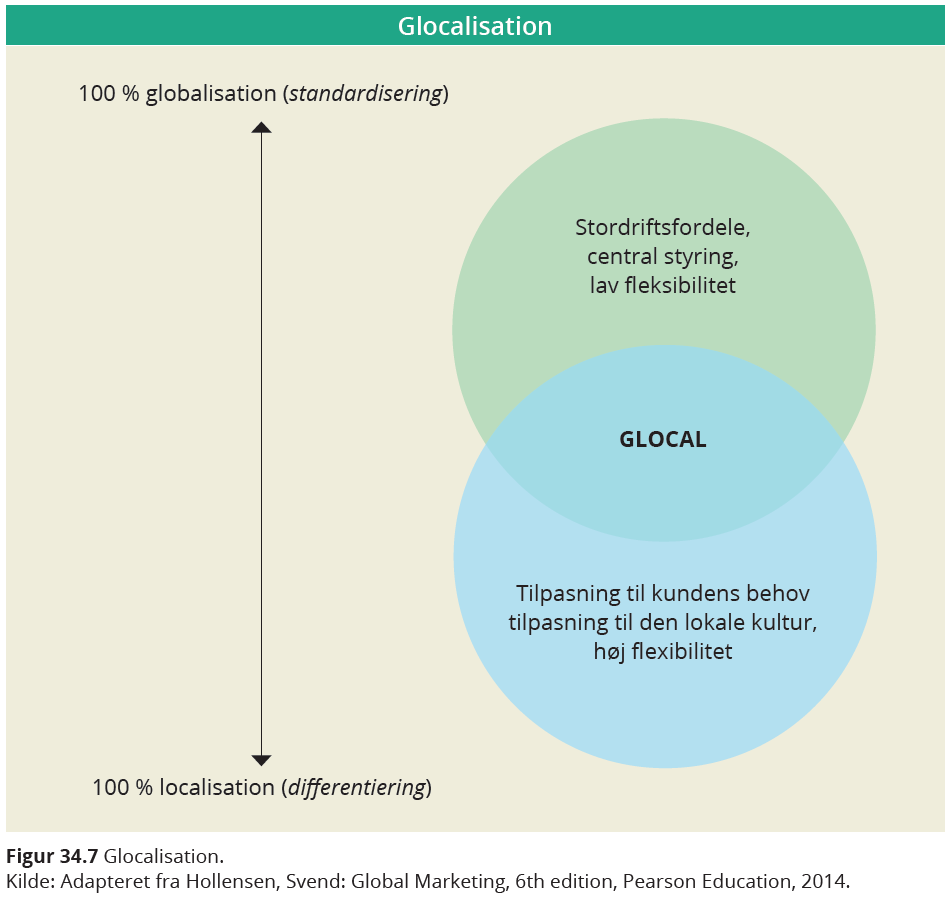 Glocalisation
100 % globalisation (standardisering)
Stordriftsfordele,
central styring,
lav fleksibilitet
GLOCAL
Tilpasning til kundens behov
tilpasning til den lokale kultur,
høj flexibilitet
100 % localisation (differentiering)
Figur 34.7 Glocalisation.
Kilde: Adapteret fra Hollensen, Svend: Global Marketing, 6th edition, Pearson Education, 2014.